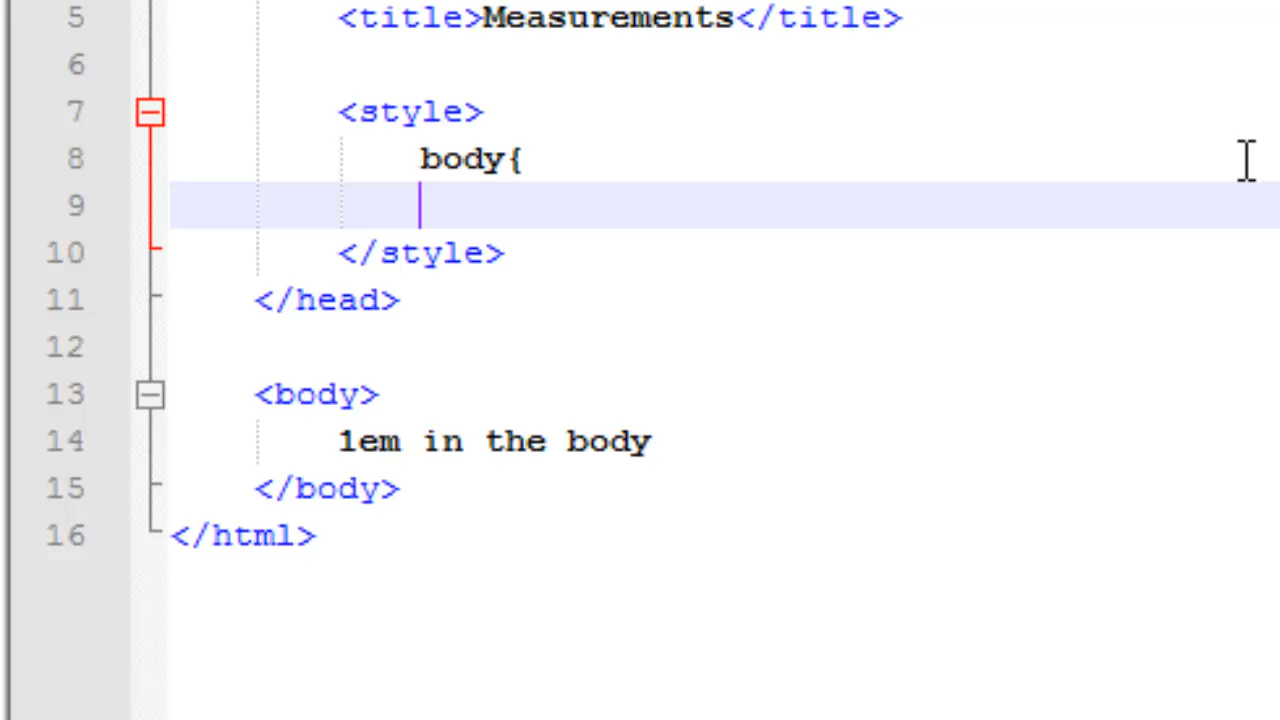 5 <title>Measurements</title>
6
7 <style>
8 body{
9
10 </style>
11 </head>
12
13 <body>
14 1em in the body
15 </body>
16 </html>